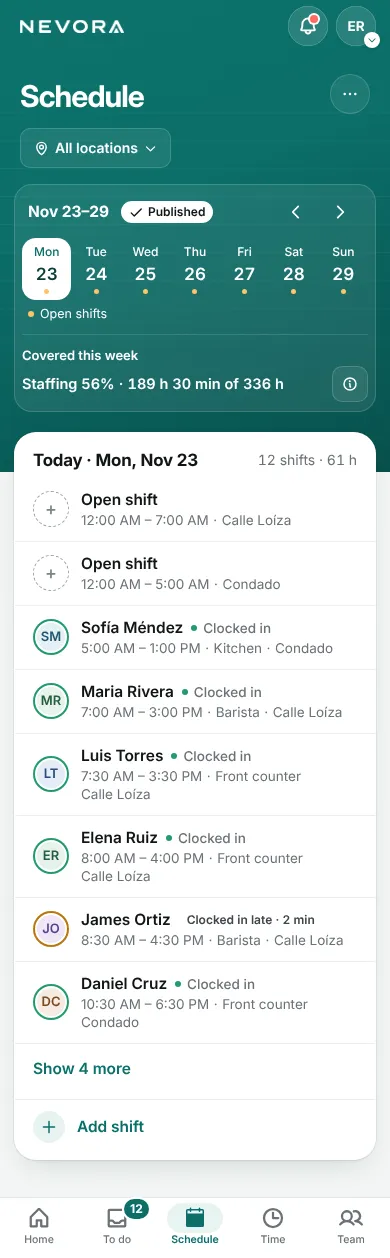 NEVORA
ER
Schedule
All locations
Nov 23–29
Published
Mon Tue Wed Thu Fri Sat Sun
23 24 25 26 27 28 29
Open shifts
Covered this week
Staffing 56% · 189 h 30 min of 336 h
Today · Mon, Nov 23
12 shifts · 61 h
Open shift
12:00 AM – 7:00 AM · Calle Loíza
Open shift
12:00 AM – 5:00 AM · Condado
SM
Sofía Méndez
Clocked in
5:00 AM – 1:00 PM · Kitchen · Condado
MR
Maria Rivera
Clocked in
7:00 AM – 3:00 PM · Barista · Calle Loíza
LT
Luis Torres
Clocked in
7:30 AM – 3:30 PM · Front counter
Calle Loíza
ER
Elena Ruiz
Clocked in
8:00 AM – 4:00 PM · Front counter
Calle Loíza
JO
James Ortiz
Clocked in late · 2 min
8:30 AM – 4:30 PM · Barista · Calle Loíza
DC
Daniel Cruz
Clocked in
10:30 AM – 6:30 PM · Front counter
Condado
Show 4 more
Add shift
12
Home To do Schedule Time Team